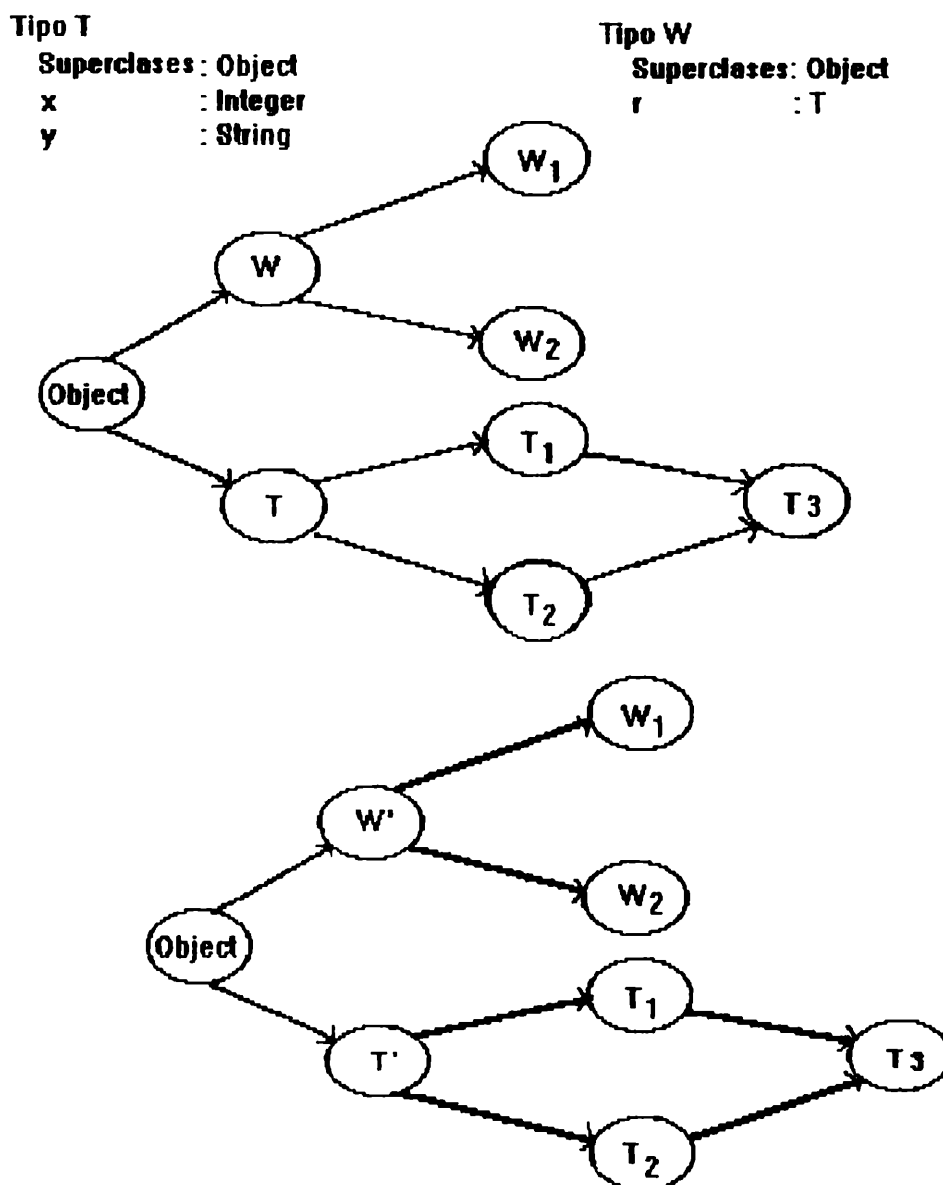 Tipo T
Superclases : Object
x : Integer
y : String
Tipo W
Superclases: Object
r : T
W1
W
W2
Object
T1
T
T3
T2
W1
W'
W2
Object
T1
T'
T3
T2